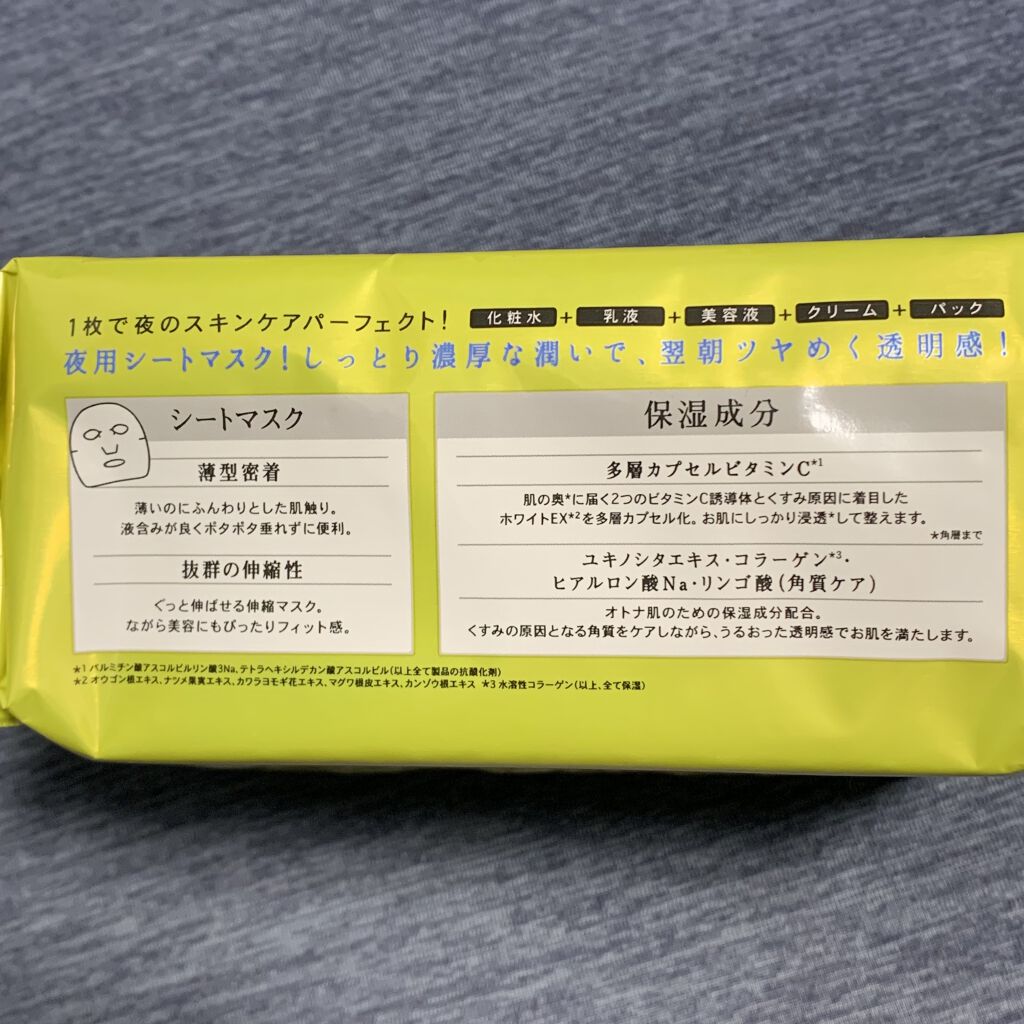 1枚で夜のスキンケアパーフェクト! 化粧水 + 乳液 + 美容液 + クリーム + パック
夜用シートマスク!しっとり濃厚な潤いで、翌朝ツヤめく透明感!
シートマスク
薄型密着
薄いのにふんわりとした肌触り。
液含みが良くボタボタ垂れずに便利。
抜群の伸縮性
ぐっと伸ばせる伸縮マスク。
ながら美容にもぴったりフィット感。
保湿成分
多層カプセルビタミンC*1
肌の奥*に届く2つのビタミンC誘導体とくすみ原因に着目した
ホワイトEX*2を多層カプセル化。お肌にしっかり浸透*して整えます。
*角層まで
ユキノシタエキス・コラーゲン*3・
ヒアルロン酸Na・リンゴ酸(角質ケア)
オトナ肌のための保湿成分配合。
くすみの原因となる角質をケアしながら、うるおった透明感でお肌を満たします。
*1 パルミチン酸アスコルビルリン酸3Na、テトラヘキシルデカン酸アスコルビル(以上全て製品の抗酸化剤)
*2 オウゴン根エキス、ナツメ果実エキス、カワラヨモギ花エキス、マグワ根皮エキス、カンゾウ根エキス *3 水溶性コラーゲン(以上、全て保湿)